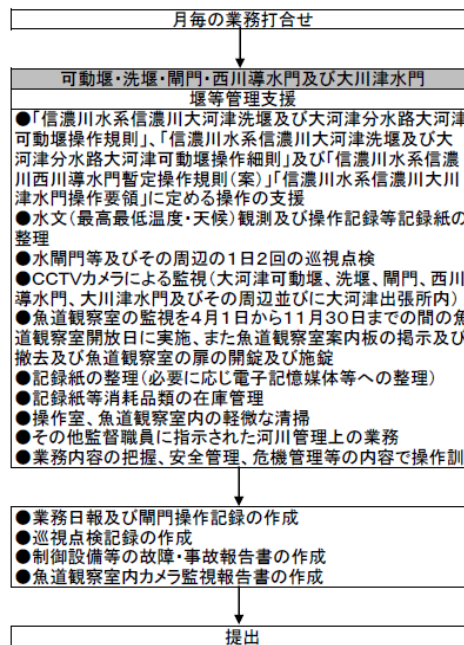 月毎の業務打合せ
可動堰・洗堰・閘門・西川導水門及び大川津水門
堰等管理支援
●「信濃川水系信濃川大河津洗堰及び大河津分水路大河津
可動堰操作規則」、「信濃川水系信濃川大河津洗堰及び大
河津分水路大河津可動堰操作細則」及び「信濃川水系信濃
川西川導水門暫定操作規則(案)」「信濃川水系信濃川大川
津水門操作要領」に定める操作の支援
●水文(最高最低温度・天候)観測及び操作記録等記録紙の
整理
●水閘門等及びその周辺の1日2回の巡視点検
●CCTVカメラによる監視(大河津可動堰、洗堰、閘門、西川
導水門、大川津水門及びその周辺並びに大河津出張所内)
●魚道観察室の監視を4月1日から11月30日までの間の魚
道観察室開放日に実施、また魚道観察室案内板の掲示及び
撤去及び魚道観察室の扉の開錠及び施錠
●記録紙の整理(必要に応じ電子記憶媒体等への整理)
●記録紙等消耗品類の在庫管理
●操作室、魚道観察室内の軽微な清掃
●その他監督職員に指示された河川管理上の業務
●業務内容の把握、安全管理、危機管理等の内容で操作訓
●業務日報及び閘門操作記録の作成
●巡視点検記録の作成
●制御設備等の故障・事故報告書の作成
●魚道観察室内カメラ監視報告書の作成
提出